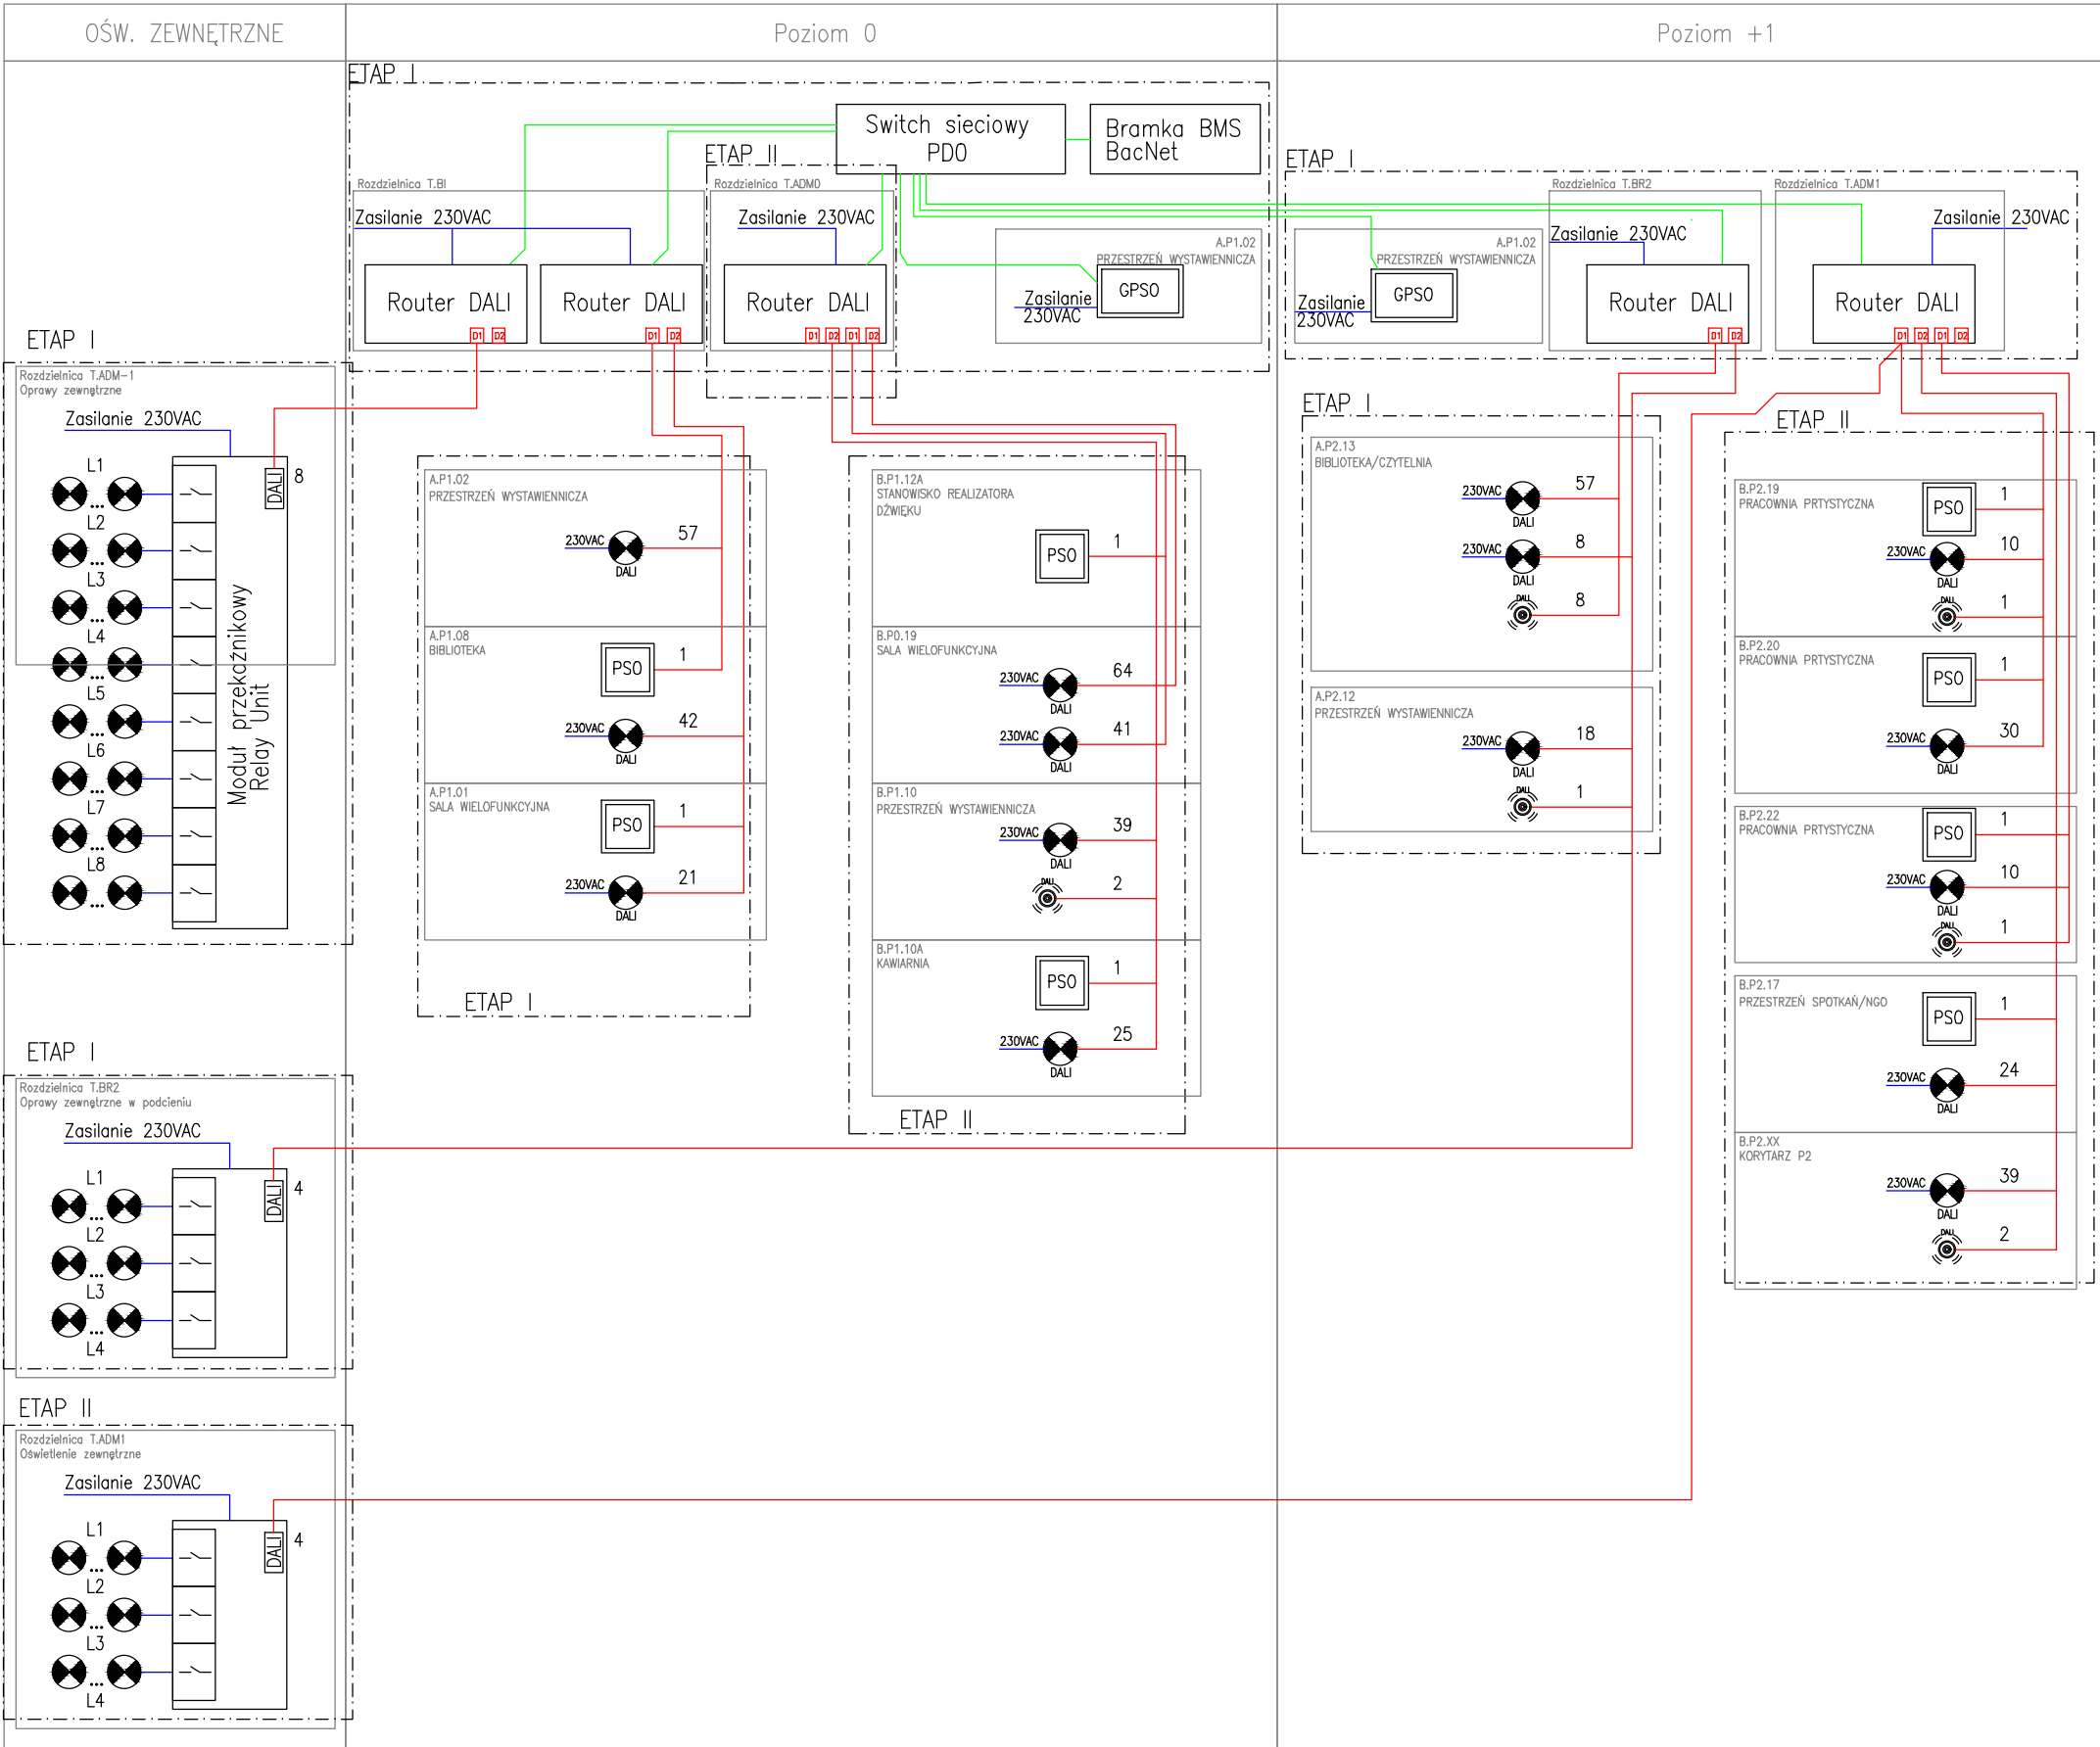 OŚW. ZEWNĘTRZNE
Poziom 0
Poziom +1
ETAP I
Switch sieciowy
PD0
Bramka BMS
BacNet
ETAP II
Rozdzielnica T.BI
Zasilanie 230VAC
Router DALI
D1 D2
Router DALI
D1 D2
Rozdzielnica T.ADM0
Zasilanie 230VAC
Router DALI
D1 D2 D1 D2
A.P1.02
PRZESTRZEŃ WYSTAWIENNICZA
GPSO
Zasilanie
230VAC
ETAP I
A.P1.02
PRZESTRZEŃ WYSTAWIENNICZA
GPSO
Zasilanie
230VAC
Rozdzielnica T.BR2
Zasilanie 230VAC
Router DALI
D1 D2
Rozdzielnica T.ADM1
Zasilanie 230VAC
Router DALI
D1 D2 D1 D2
ETAP I
Rozdzielnica T.ADM-1
Oprawy zewnętrzne
Zasilanie 230VAC
DALI
8
L1
...
L2
...
L3
...
L4
...
L5
...
L6
...
L7
...
L8
...
Moduł przekaźnikowy
Relay Unit
ETAP I
Rozdzielnica T.BR2
Oprawy zewnętrzne w podcieniu
Zasilanie 230VAC
DALI
4
L1
...
L2
...
L3
...
L4
ETAP II
Rozdzielnica T.ADM1
Oświetlenie zewnętrzne
Zasilanie 230VAC
DALI
4
L1
...
L2
...
L3
...
L4
A.P1.02
PRZESTRZEŃ WYSTAWIENNICZA
230VAC
57
DALI
A.P1.08
BIBLIOTEKA
PSO
1
230VAC
42
DALI
A.P1.01
SALA WIELOFUNKCYJNA
PSO
1
230VAC
21
DALI
ETAP I
B.P1.12A
STANOWISKO REALIZATORA
DŹWIĘKU
PSO
1
B.P0.19
SALA WIELOFUNKCYJNA
230VAC
64
DALI
230VAC
41
DALI
B.P1.10
PRZESTRZEŃ WYSTAWIENNICZA
230VAC
39
DALI
DALI
2
B.P1.10A
KAWIARNIA
PSO
1
230VAC
25
DALI
ETAP II
ETAP I
A.P2.13
BIBLIOTEKA/CZYTELNIA
230VAC
57
DALI
230VAC
8
DALI
DALI
8
A.P2.12
PRZESTRZEŃ WYSTAWIENNICZA
230VAC
18
DALI
DALI
1
ETAP II
B.P2.19
PRACOWNIA PRTYSTYCZNA
PSO
1
230VAC
10
DALI
DALI
1
B.P2.20
PRACOWNIA PRTYSTYCZNA
PSO
1
230VAC
30
DALI
B.P2.22
PRACOWNIA PRTYSTYCZNA
PSO
1
230VAC
10
DALI
DALI
1
B.P2.17
PRZESTRZEŃ SPOTKAŃ/NGO
PSO
1
230VAC
24
DALI
B.P2.XX
KORYTARZ P2
230VAC
39
DALI
DALI
2